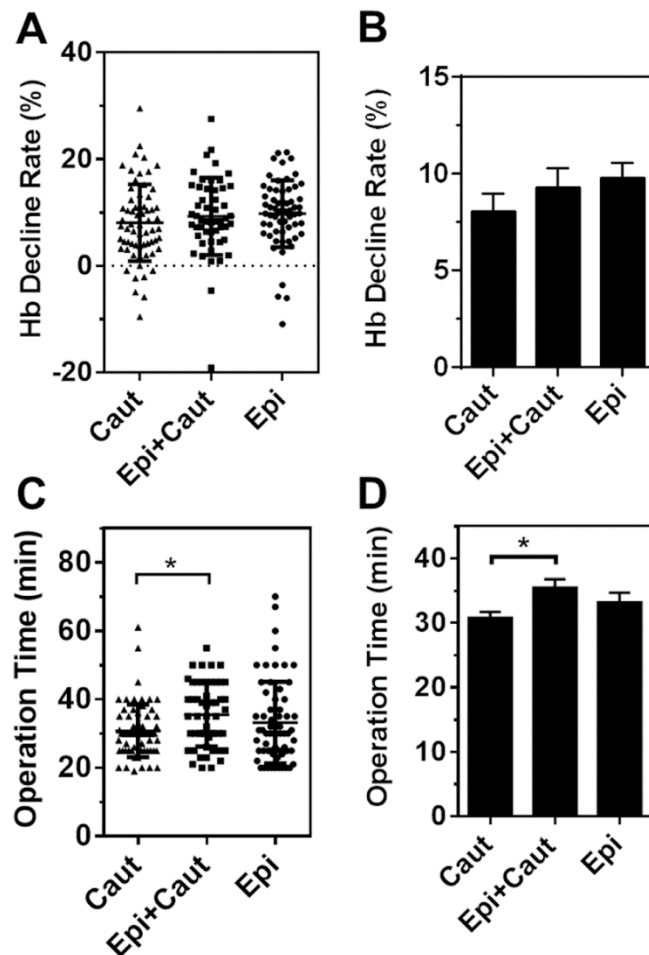 A
Hb Decline Rate (%)
40
20
0
-20
Caut
Epi+Caut
Epi
B
Hb Decline Rate (%)
15
10
5
0
Caut
Epi+Caut
Epi
C
Operation Time (min)
80
60
40
20
0
*
Caut
Epi+Caut
Epi
D
Operation Time (min)
40
30
20
10
0
*
Caut
Epi+Caut
Epi